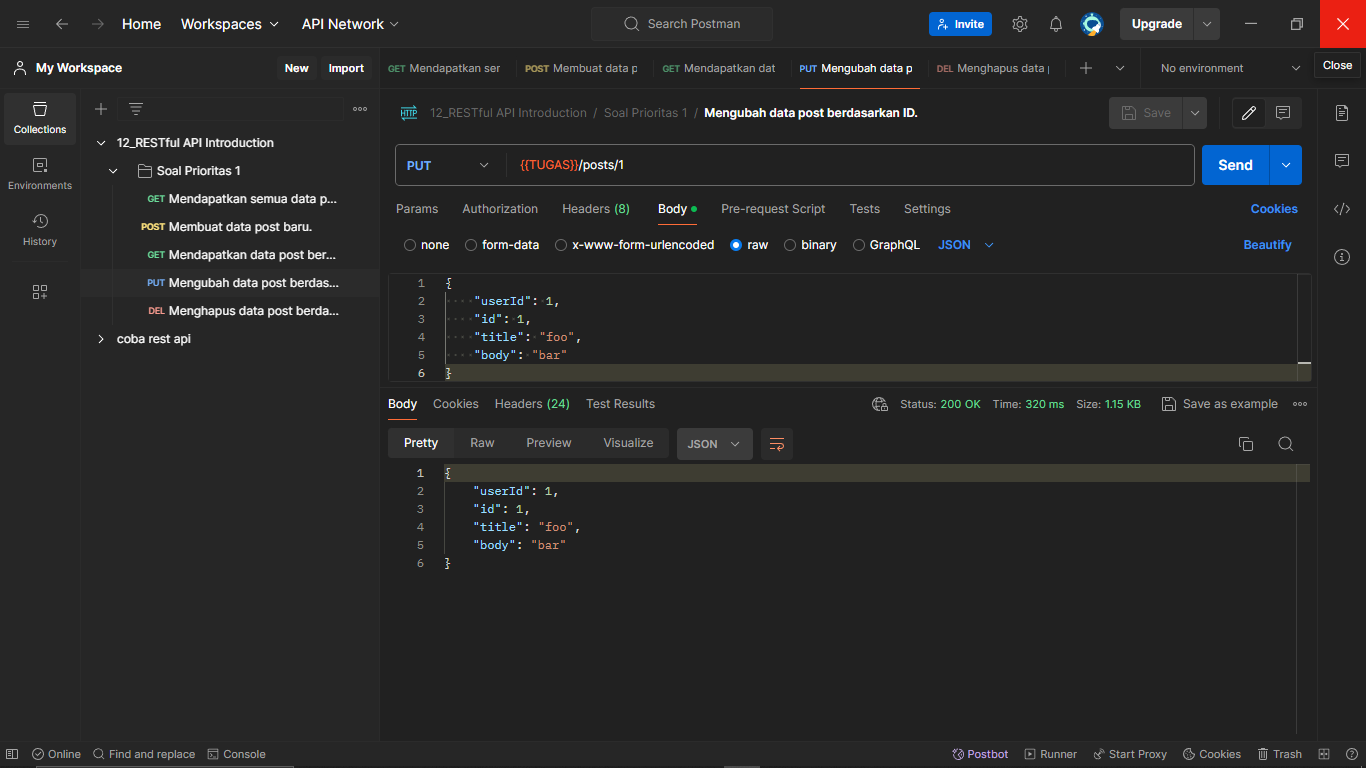 Home Workspaces API Network Search Postman Invite Upgrade
My Workspace New Import GET Mendapatkan ser POST Membuat data p GET Mendapatkan dat PUT Mengubah data p DEL Menghapus data No environment Close
Collections
Environments
History
12_RESTful API Introduction
Soal Prioritas 1
GET Mendapatkan semua data p...
POST Membuat data post baru.
GET Mendapatkan data post ber...
PUT Mengubah data post berdas...
DEL Menghapus data post berda...
coba rest api
HTTP 12_RESTful API Introduction / Soal Prioritas 1 / Mengubah data post berdasarkan ID. Save
PUT {{TUGAS}}/posts/1 Send
Params Authorization Headers (8) Body Pre-request Script Tests Settings Cookies
none form-data x-www-form-urlencoded raw binary GraphQL JSON Beautify
1 {
2 "userId": 1,
3 "id": 1,
4 "title": "foo",
5 "body": "bar"
6 }
Body Cookies Headers (24) Test Results Status: 200 OK Time: 320 ms Size: 1.15 KB Save as example
Pretty Raw Preview Visualize JSON
1 {
2 "userId": 1,
3 "id": 1,
4 "title": "foo",
5 "body": "bar"
6 }
Online Find and replace Console Postbot Runner Start Proxy Cookies Trash